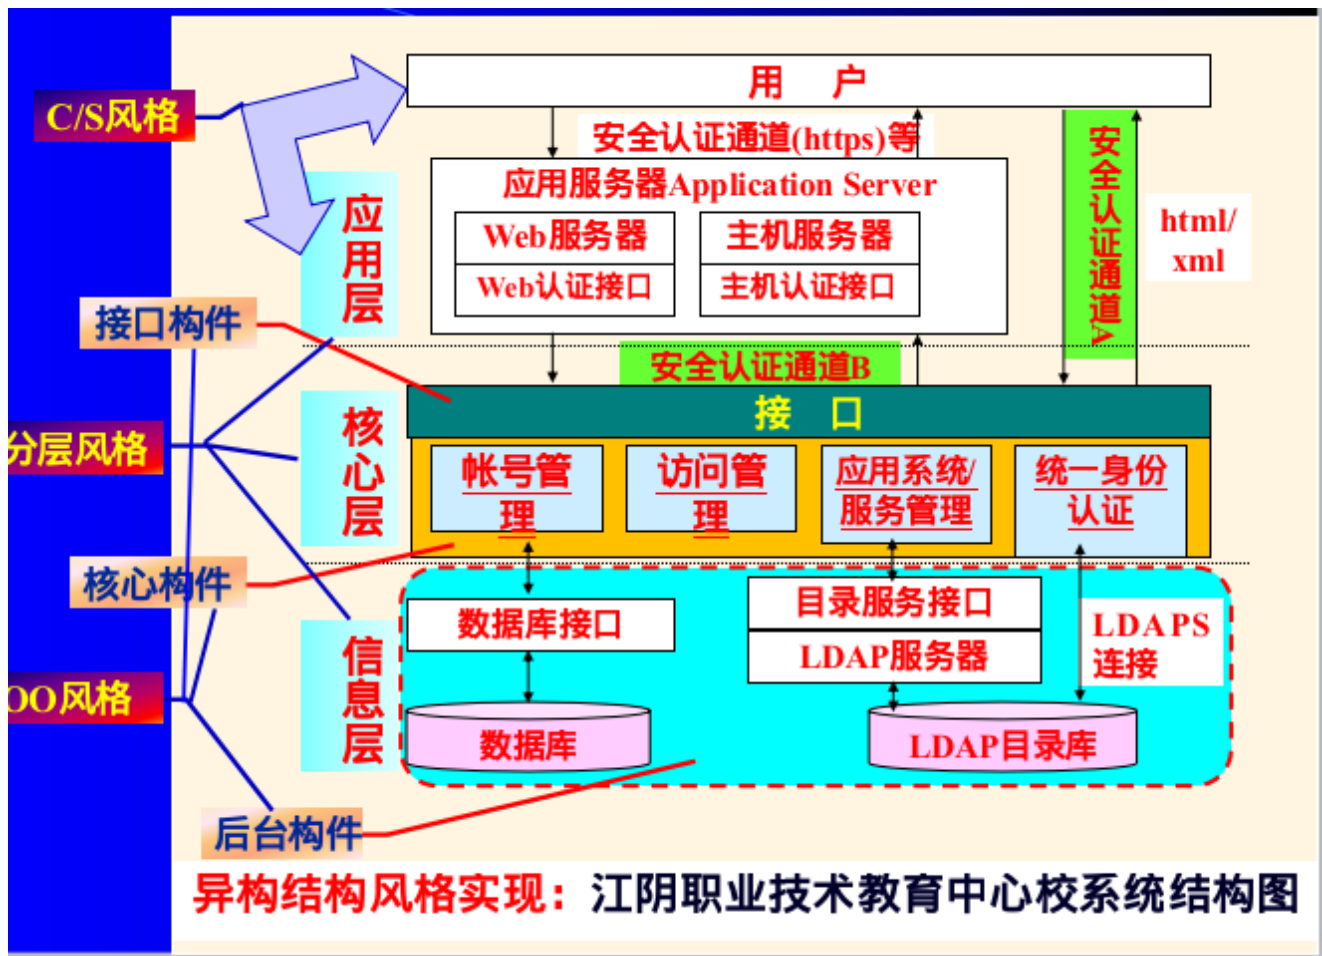 用 户
C/S风格
安全认证通道(https)等
应用服务器Application Server
Web服务器
主机服务器
Web认证接口
主机认证接口
安全认证通道A
html/
xml
应用层
接口构件
安全认证通道B
接 口
分层风格
核心层
帐号管
理
访问管
理
应用系统/
服务管理
统一身份
认证
核心构件
数据库接口
目录服务接口
LDAP服务器
LDAPS
连接
信息层
OO风格
数据库
LDAP目录库
后台构件
异构结构风格实现：江阴职业技术教育中心校系统结构图